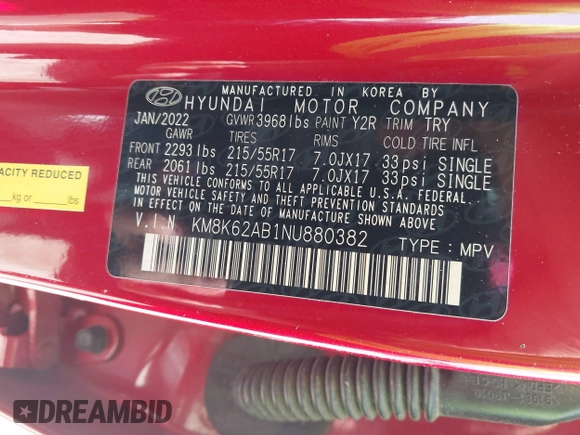 MANUFACTURED IN KOREA BY
HYUNDAI MOTOR COMPANY
JAN/2022 GVWR 3968lbs PAINT Y2R TRIM TRY
GAWR TIRES RIMS COLD TIRE INFL
FRONT 2293 lbs 215/55R17 7.0JX17 33psi SINGLE
REAR 2061 lbs 215/55R17 7.0JX17 33psi SINGLE
THIS VEHICLE CONFORMS TO ALL APPLICABLE U.S.A. FEDERAL
MOTOR VEHICLE SAFETY AND THEFT PREVENTION STANDARDS
IN EFFECT ON THE DATE OF MANUFACTURE SHOWN ABOVE
V.I.N KM8K62AB1NU880382 TYPE : MPV
ACITY REDUCED
kg or lbs
DREAMBID